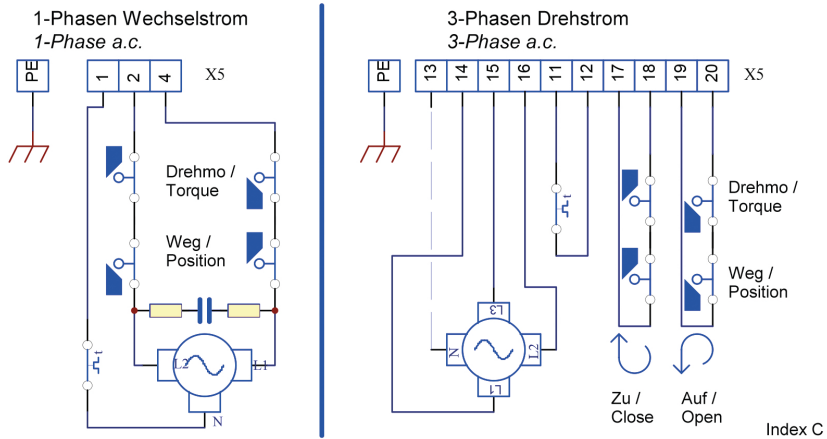 1-Phasen Wechselstrom
1-Phase a.c.
PE 1 2 4 X5
Drehmo /
Torque
Weg /
Position
t
L2 L1
N
3-Phasen Drehstrom
3-Phase a.c.
PE 13 14 15 16 11 12 17 18 19 20 X5
t
Drehmo /
Torque
Weg /
Position
L3
N L2
L1
Zu /
Close
Auf /
Open
Index C